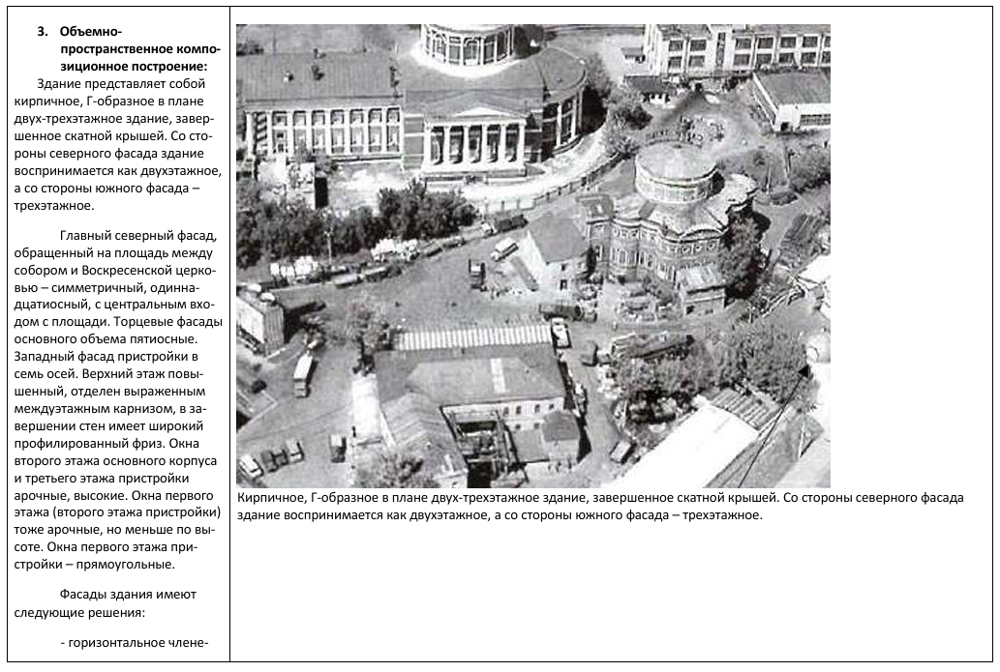 3. Объемно-
пространственное компо-
зиционное построение:
Здание представляет собой
кирпичное, Г-образное в плане
двух-трехэтажное здание, завер-
шенное скатной крышей. Со сто-
роны северного фасада здание
воспринимается как двухэтажное,
а со стороны южного фасада –
трехэтажное.
Главный северный фасад,
обращенный на площадь между
собором и Воскресенской церко-
вью – симметричный, одинна-
дцатиосный, с центральным вхо-
дом с площади. Торцевые фасады
основного объема пятиосные.
Западный фасад пристройки в
семь осей. Верхний этаж повы-
шенный, отделен выраженным
междуэтажным карнизом, в за-
вершении стен имеет широкий
профилированный фриз. Окна
второго этажа основного корпуса
и третьего этажа пристройки
арочные, высокие. Окна первого
этажа (второго этажа пристройки)
тоже арочные, но меньше по вы-
соте. Окна первого этажа при-
стройки – прямоугольные.
Фасады здания имеют
следующие решения:
- горизонтальное члене-
Кирпичное, Г-образное в плане двух-трехэтажное здание, завершенное скатной крышей. Со стороны северного фасада
здание воспринимается как двухэтажное, а со стороны южного фасада – трехэтажное.